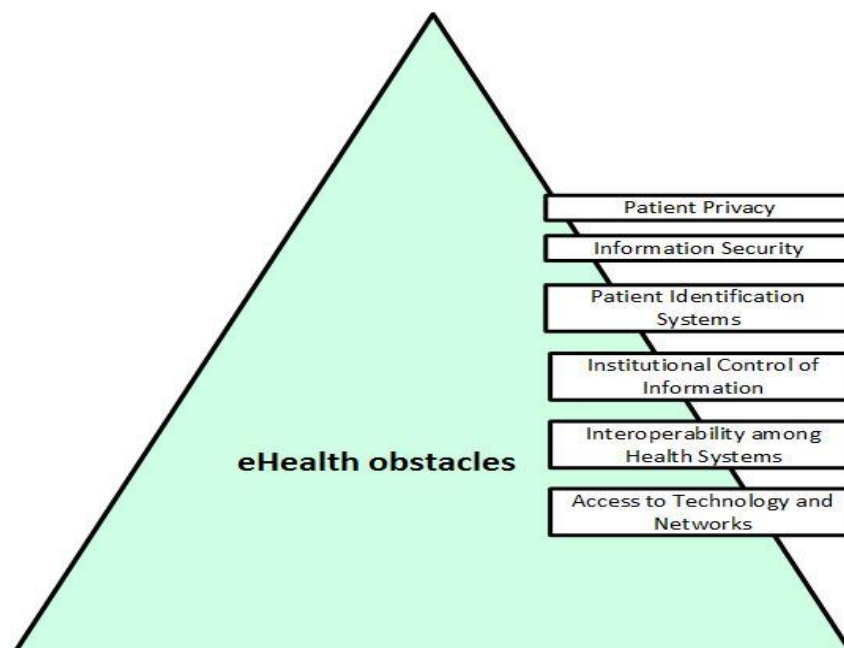 Patient Privacy
Information Security
Patient Identification
Systems
Institutional Control of
Information
Interoperability among
Health Systems
eHealth obstacles
Access to Technology and
Networks